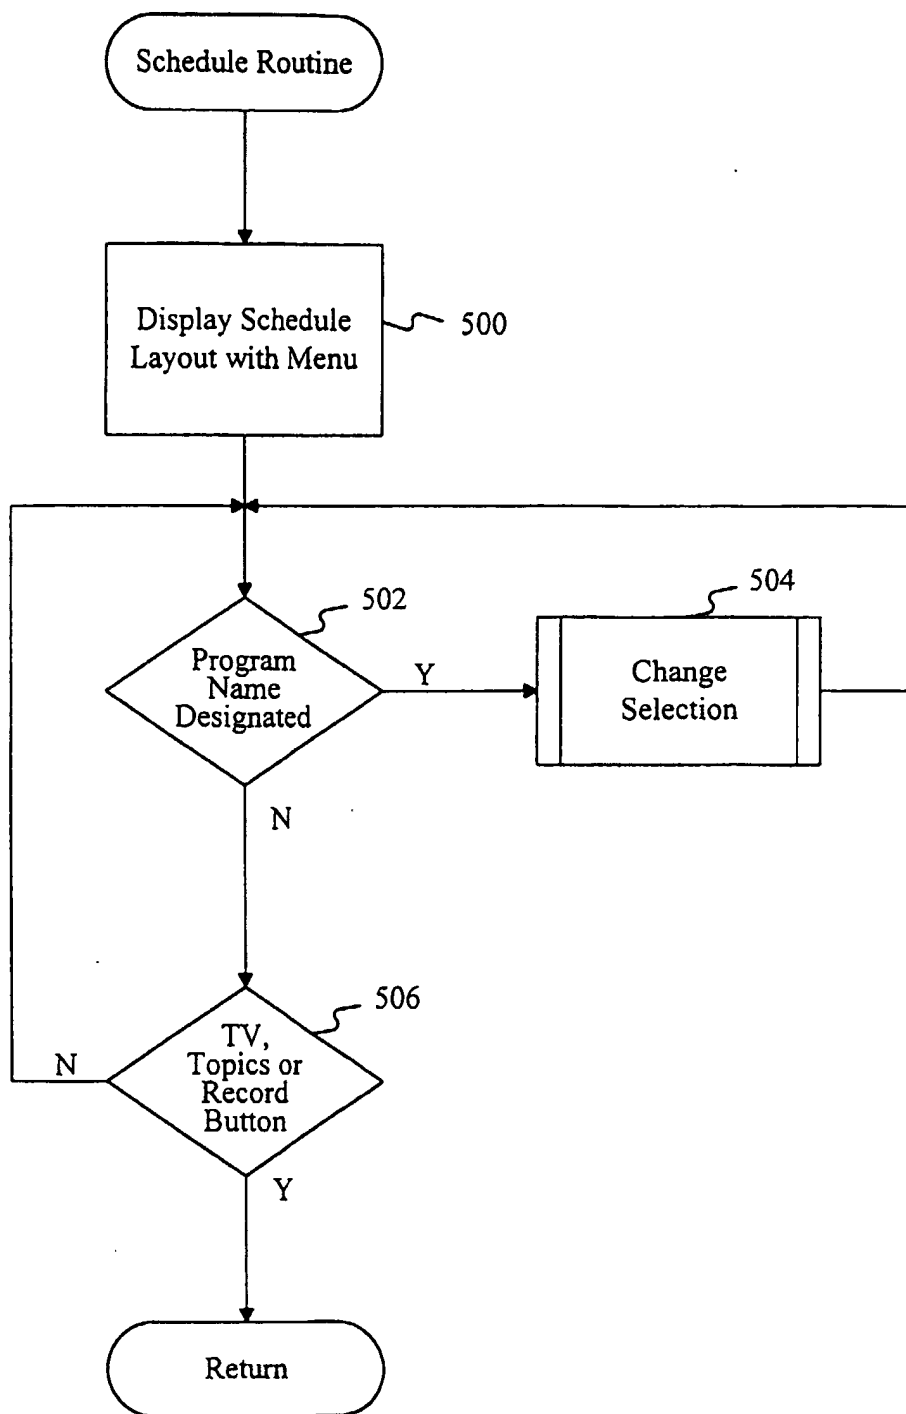 Schedule Routine
Display Schedule
Layout with Menu
500
502
504
Program
Name
Designated
Y
Change
Selection
N
506
TV,
Topics or
Record
Button
N
Y
Return